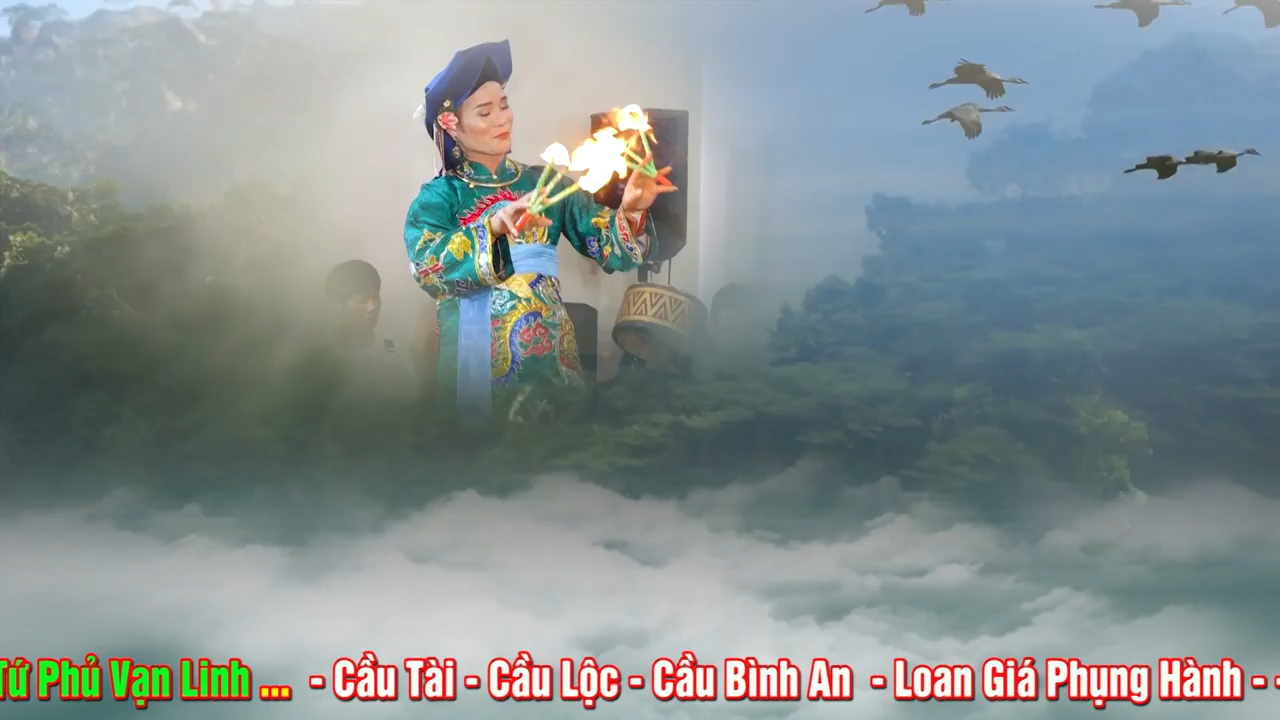 Tứ Phủ Vạn Linh ... - Cầu Tài - Cầu Lộc - Cầu Bình An - Loan Giá Phụng Hành - -